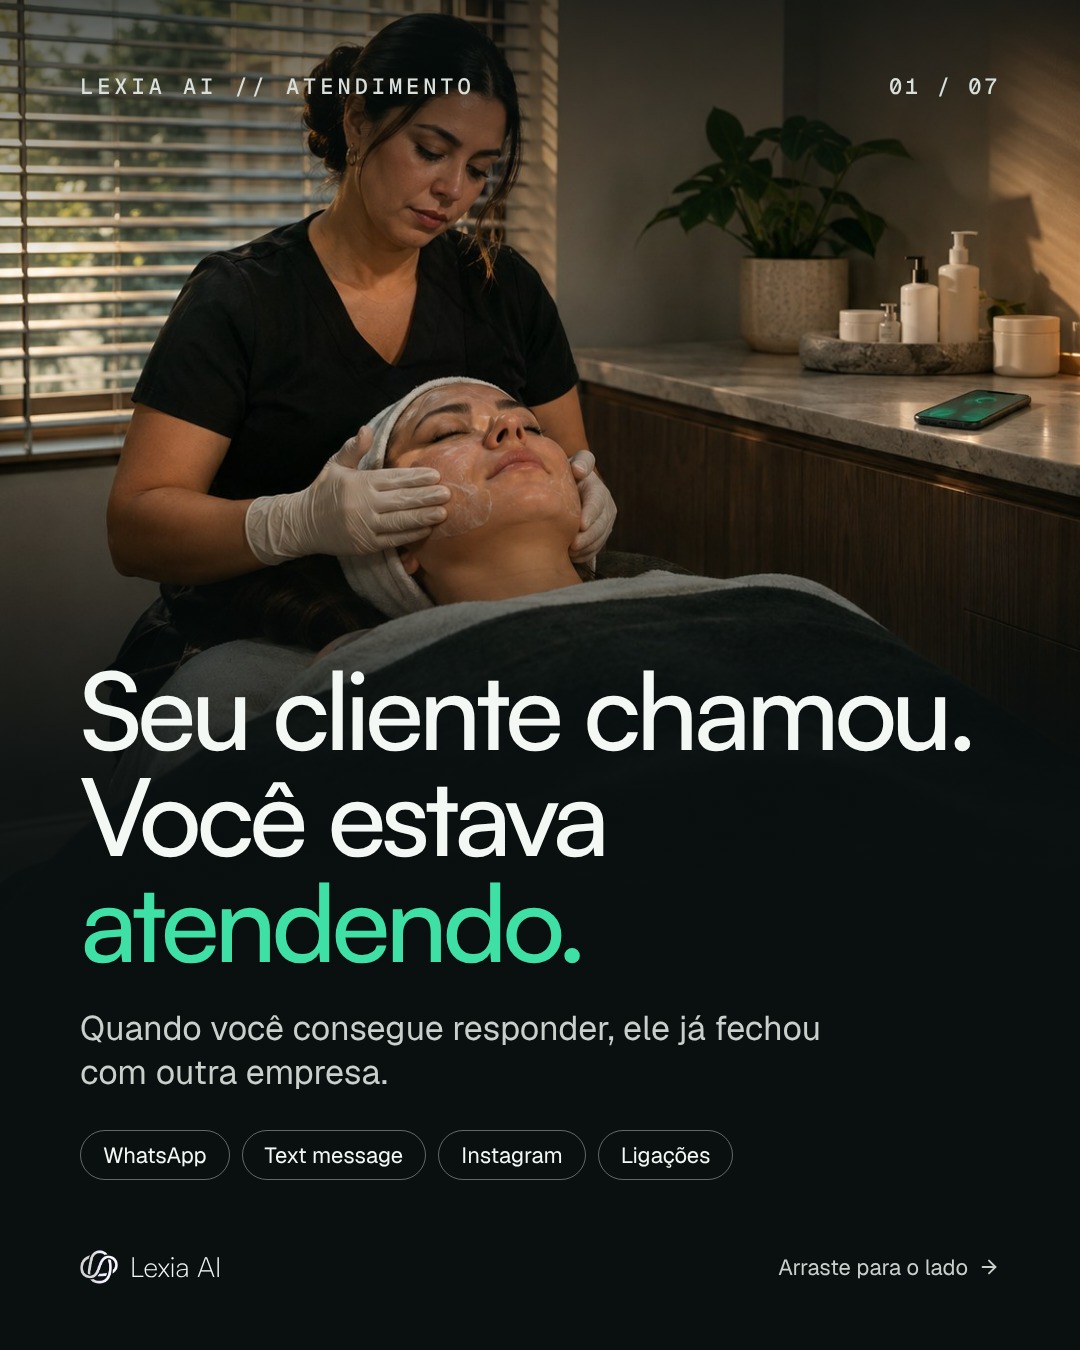 LEXIA AI // ATENDIMENTO
01 / 07
Seu cliente chamou.
Você estava
atendendo.
Quando você consegue responder, ele já fechou
com outra empresa.
WhatsApp
Text message
Instagram
Ligações
Lexia AI
Arraste para o lado →